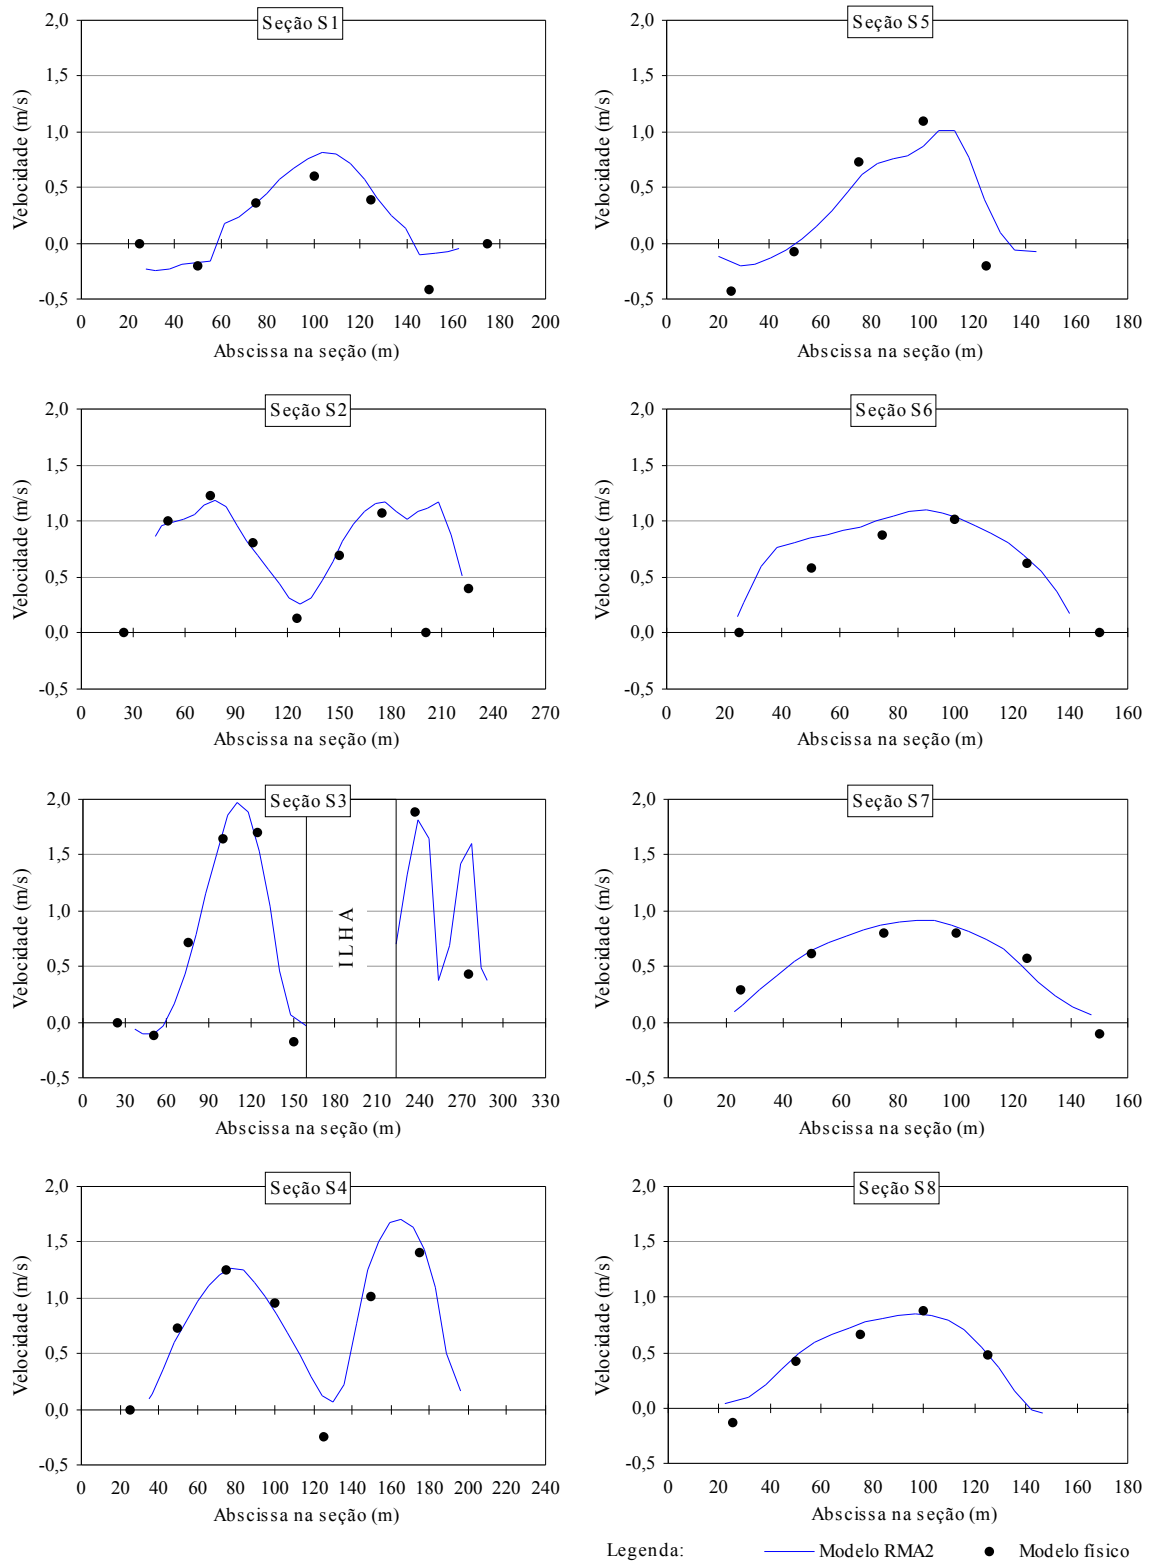 Seção S1
2,0
1,5
1,0
0,5
0,0
-0,5
Velocidade (m/s)
0 20 40 60 80 100 120 140 160 180 200
Abscissa na seção (m)
Seção S5
2,0
1,5
1,0
0,5
0,0
-0,5
Velocidade (m/s)
0 20 40 60 80 100 120 140 160 180
Abscissa na seção (m)
Seção S2
2,0
1,5
1,0
0,5
0,0
-0,5
Velocidade (m/s)
0 30 60 90 120 150 180 210 240 270
Abscissa na seção (m)
Seção S6
2,0
1,5
1,0
0,5
0,0
-0,5
Velocidade (m/s)
0 20 40 60 80 100 120 140 160
Abscissa na seção (m)
Seção S3
2,0
1,5
1,0
0,5
0,0
-0,5
Velocidade (m/s)
ILHA
0 30 60 90 120 150 180 210 240 270 300 330
Abscissa na seção (m)
Seção S7
2,0
1,5
1,0
0,5
0,0
-0,5
Velocidade (m/s)
0 20 40 60 80 100 120 140 160
Abscissa na seção (m)
Seção S4
2,0
1,5
1,0
0,5
0,0
-0,5
Velocidade (m/s)
0 20 40 60 80 100 120 140 160 180 200 220 240
Abscissa na seção (m)
Seção S8
2,0
1,5
1,0
0,5
0,0
-0,5
Velocidade (m/s)
0 20 40 60 80 100 120 140 160 180
Abscissa na seção (m)
Legenda: Modelo RMA2 Modelo físico